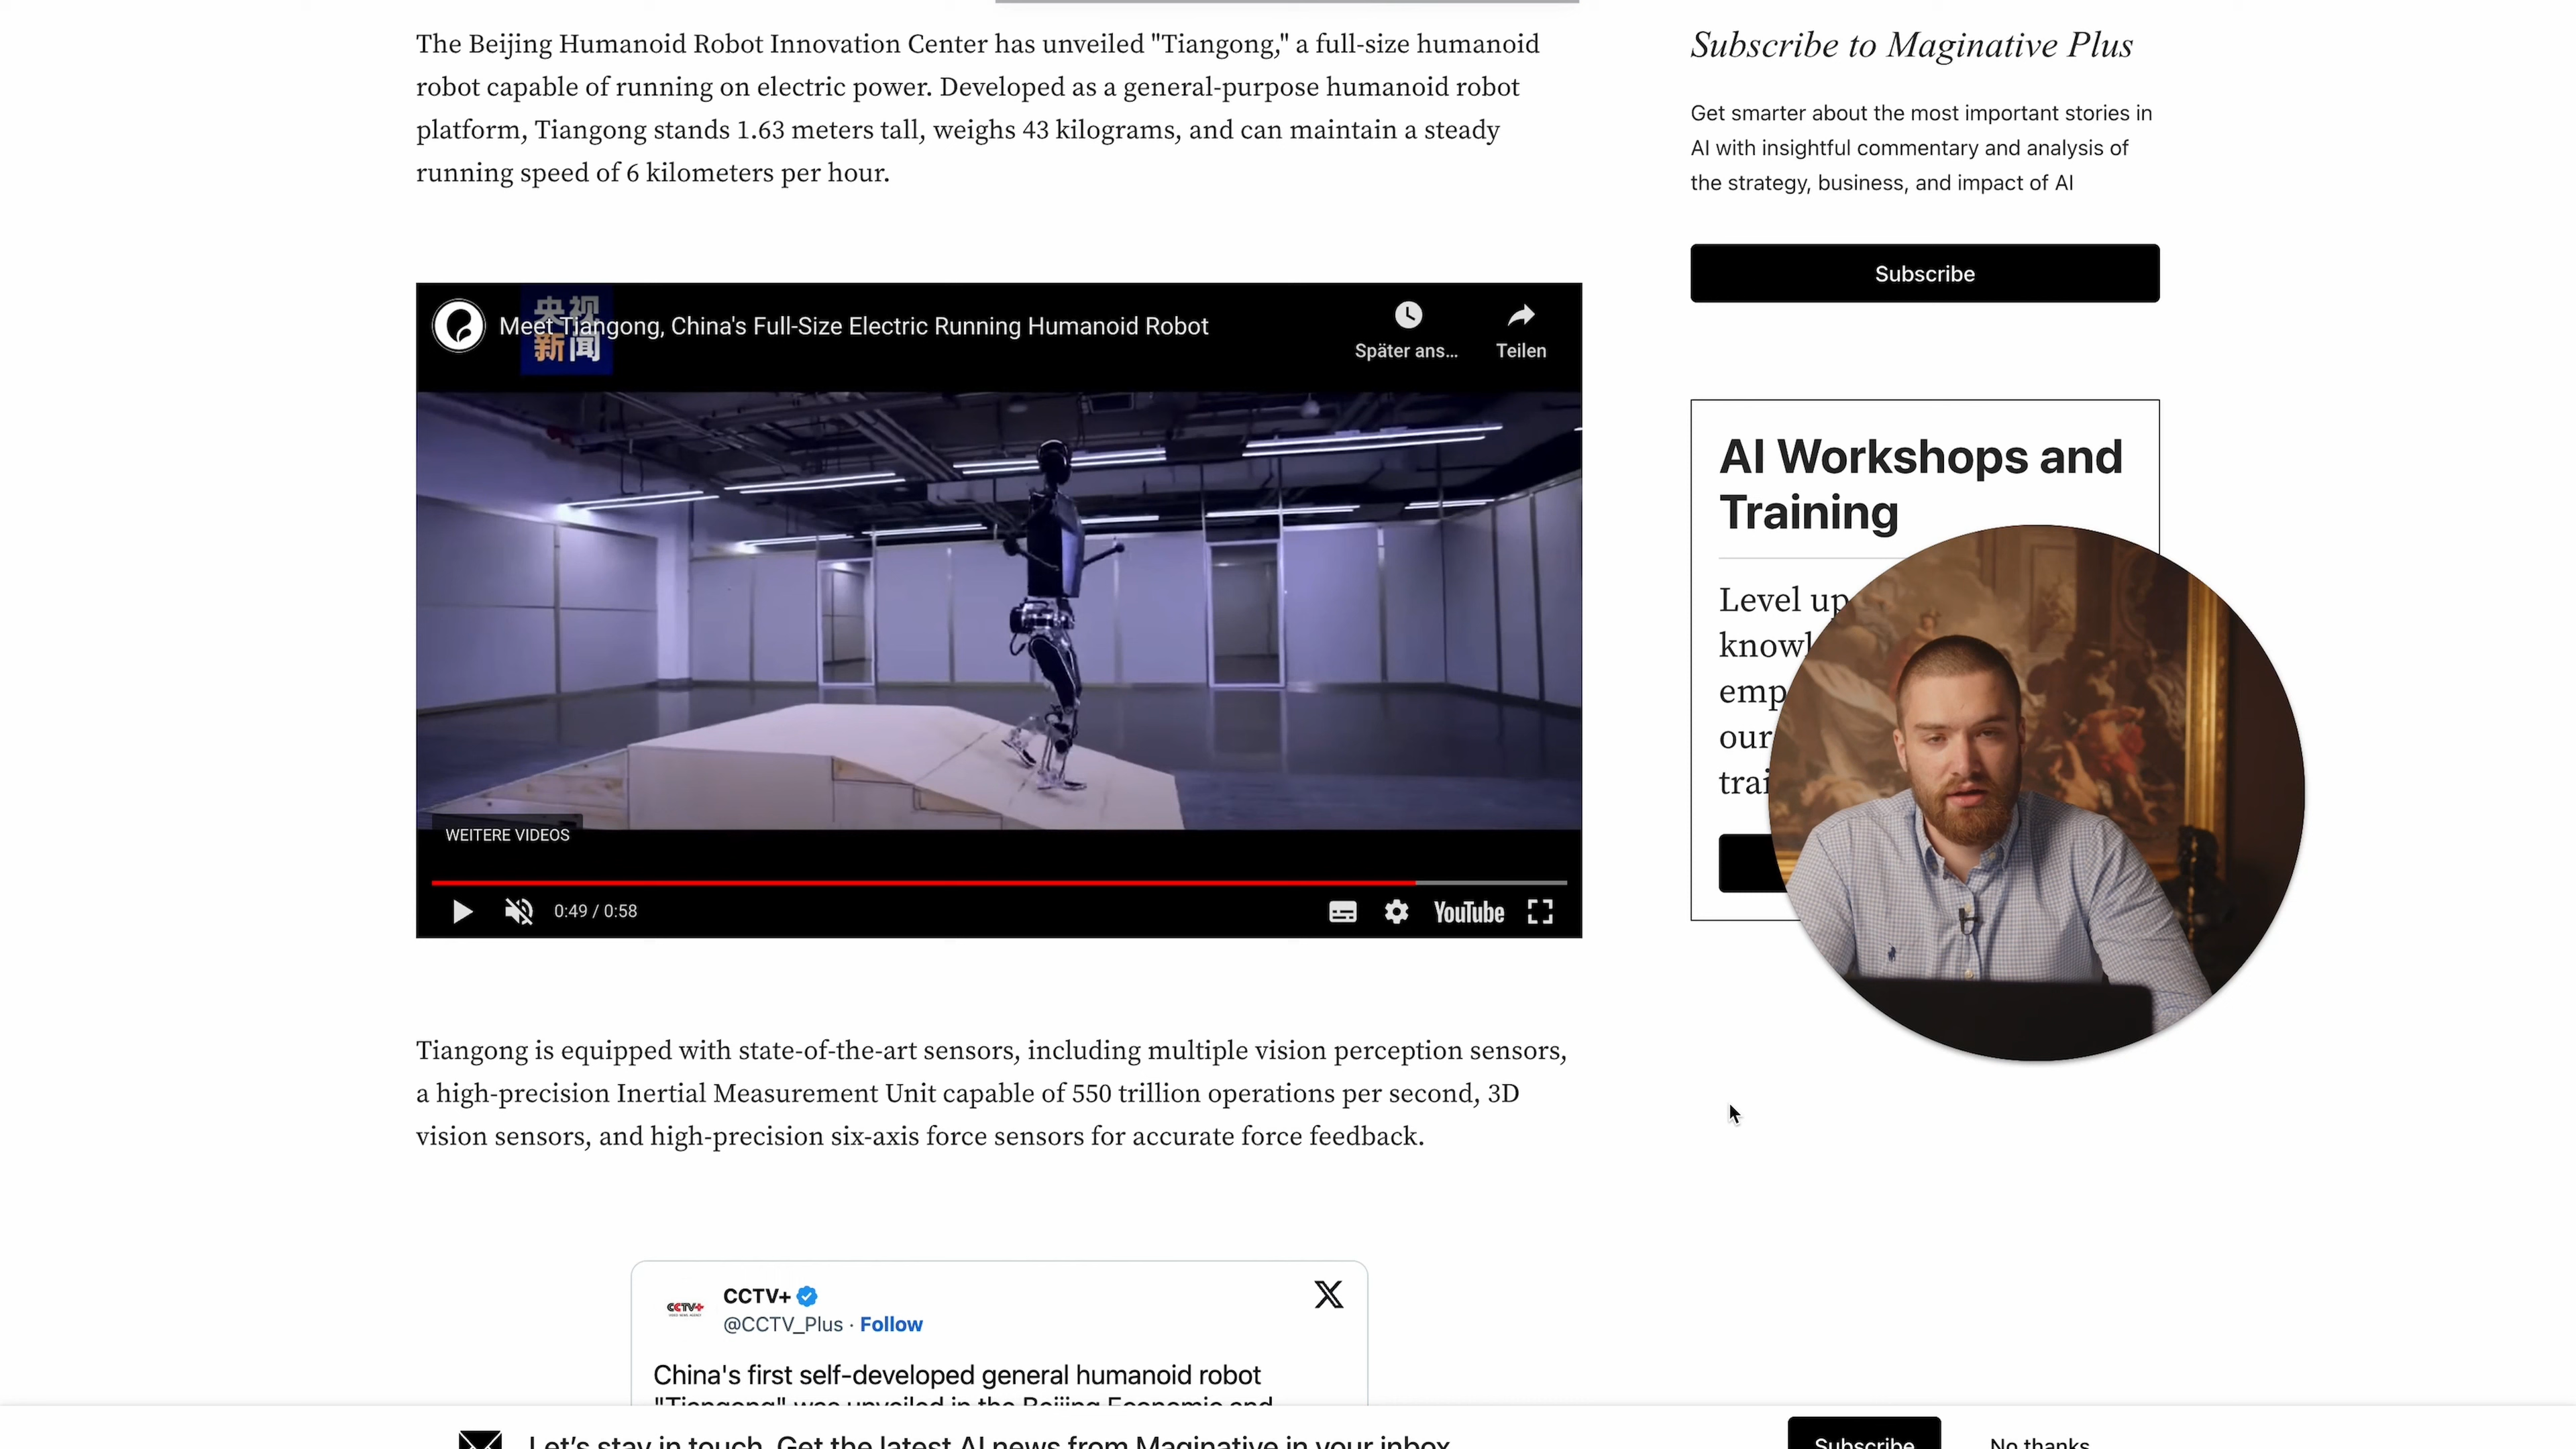 The Beijing Humanoid Robot Innovation Center has unveiled "Tiangong," a full-size humanoid
robot capable of running on electric power. Developed as a general-purpose humanoid robot
platform, Tiangong stands 1.63 meters tall, weighs 43 kilograms, and can maintain a steady
running speed of 6 kilometers per hour.
央视
新闻
Meet Tiangong, China's Full-Size Electric Running Humanoid Robot
Später ans...
Teilen
WEITERE VIDEOS
0:49 / 0:58
YouTube
Tiangong is equipped with state-of-the-art sensors, including multiple vision perception sensors,
a high-precision Inertial Measurement Unit capable of 550 trillion operations per second, 3D
vision sensors, and high-precision six-axis force sensors for accurate force feedback.
CCTV+
CCTV+
@CCTV_Plus · Follow
China's first self-developed general humanoid robot
"Tiangong" was unveiled in the Beijing Economic and
Subscribe to Maginative Plus
Get smarter about the most important stories in
AI with insightful commentary and analysis of
the strategy, business, and impact of AI
Subscribe
AI Workshops and
Training
Level up
our
Let's stay in touch. Get the latest AI news from Maginative in your inbox
Subscribe
No thanks